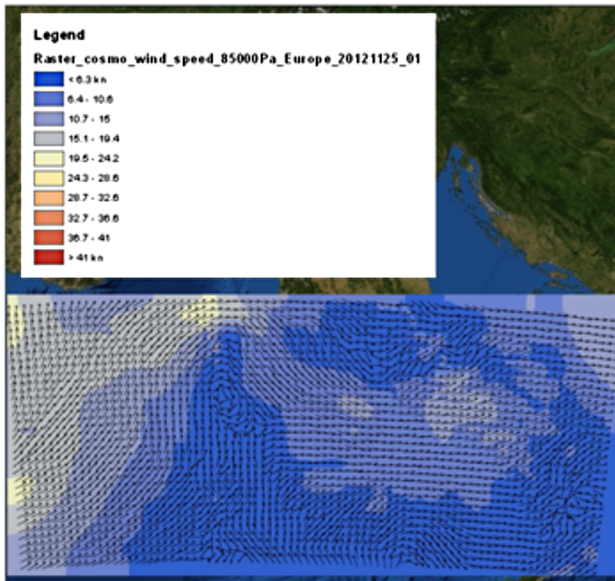 Legend
Raster_cosmo_wind_speed_85000Pa_Europe_20121125_01
< 6.3 kn
6.4 - 10.6
10.7 - 15
15.1 - 19.4
19.5 - 24.2
24.3 - 28.6
28.7 - 32.6
32.7 - 36.6
36.7 - 41
> 41 kn